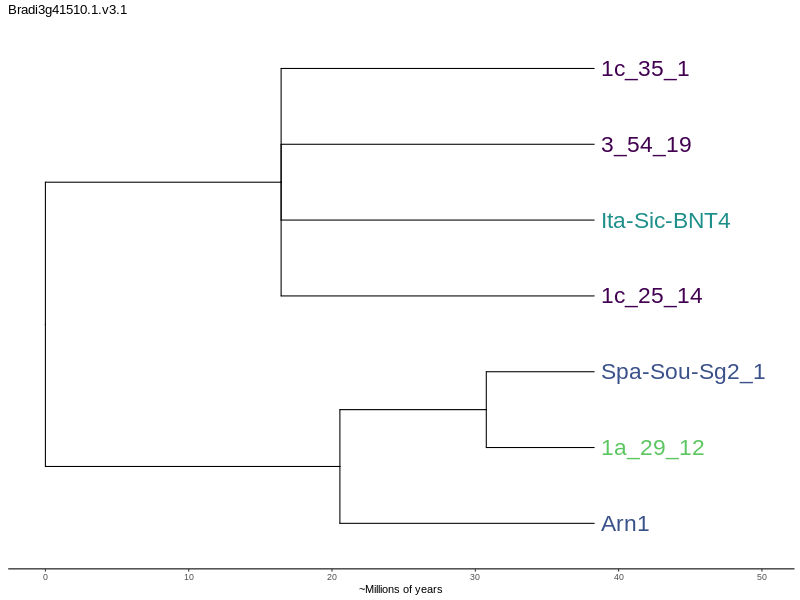 Bradi3g41510.1.v3.1
1c_35_1
3_54_19
Ita-Sic-BNT4
1c_25_14
Spa-Sou-Sg2_1
1a_29_12
Arn1
0 10 20 30 40 50
~Millions of years